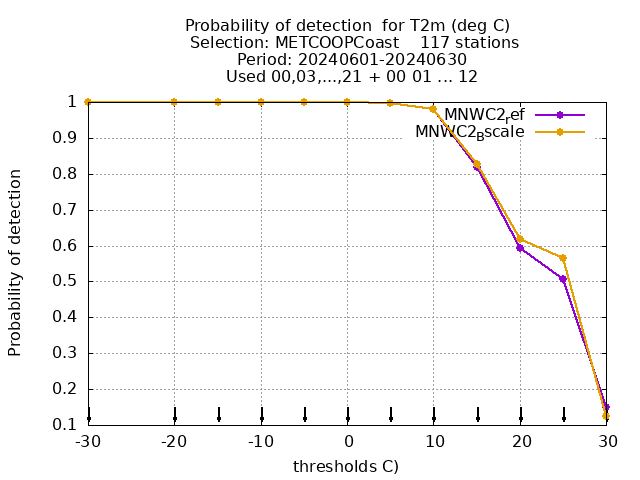 Probability of detection  for T2m (deg C)
Selection: METCOOPCoast    117 stations
Period: 20240601-20240630
Used 00,03,...,21 + 00 01 ... 12
MNWC2ref
MNWC2Bscale
Probability of detection
1
0.9
0.8
0.7
0.6
0.5
0.4
0.3
0.2
0.1
-30 -20 -10 0 10 20 30
thresholds C)